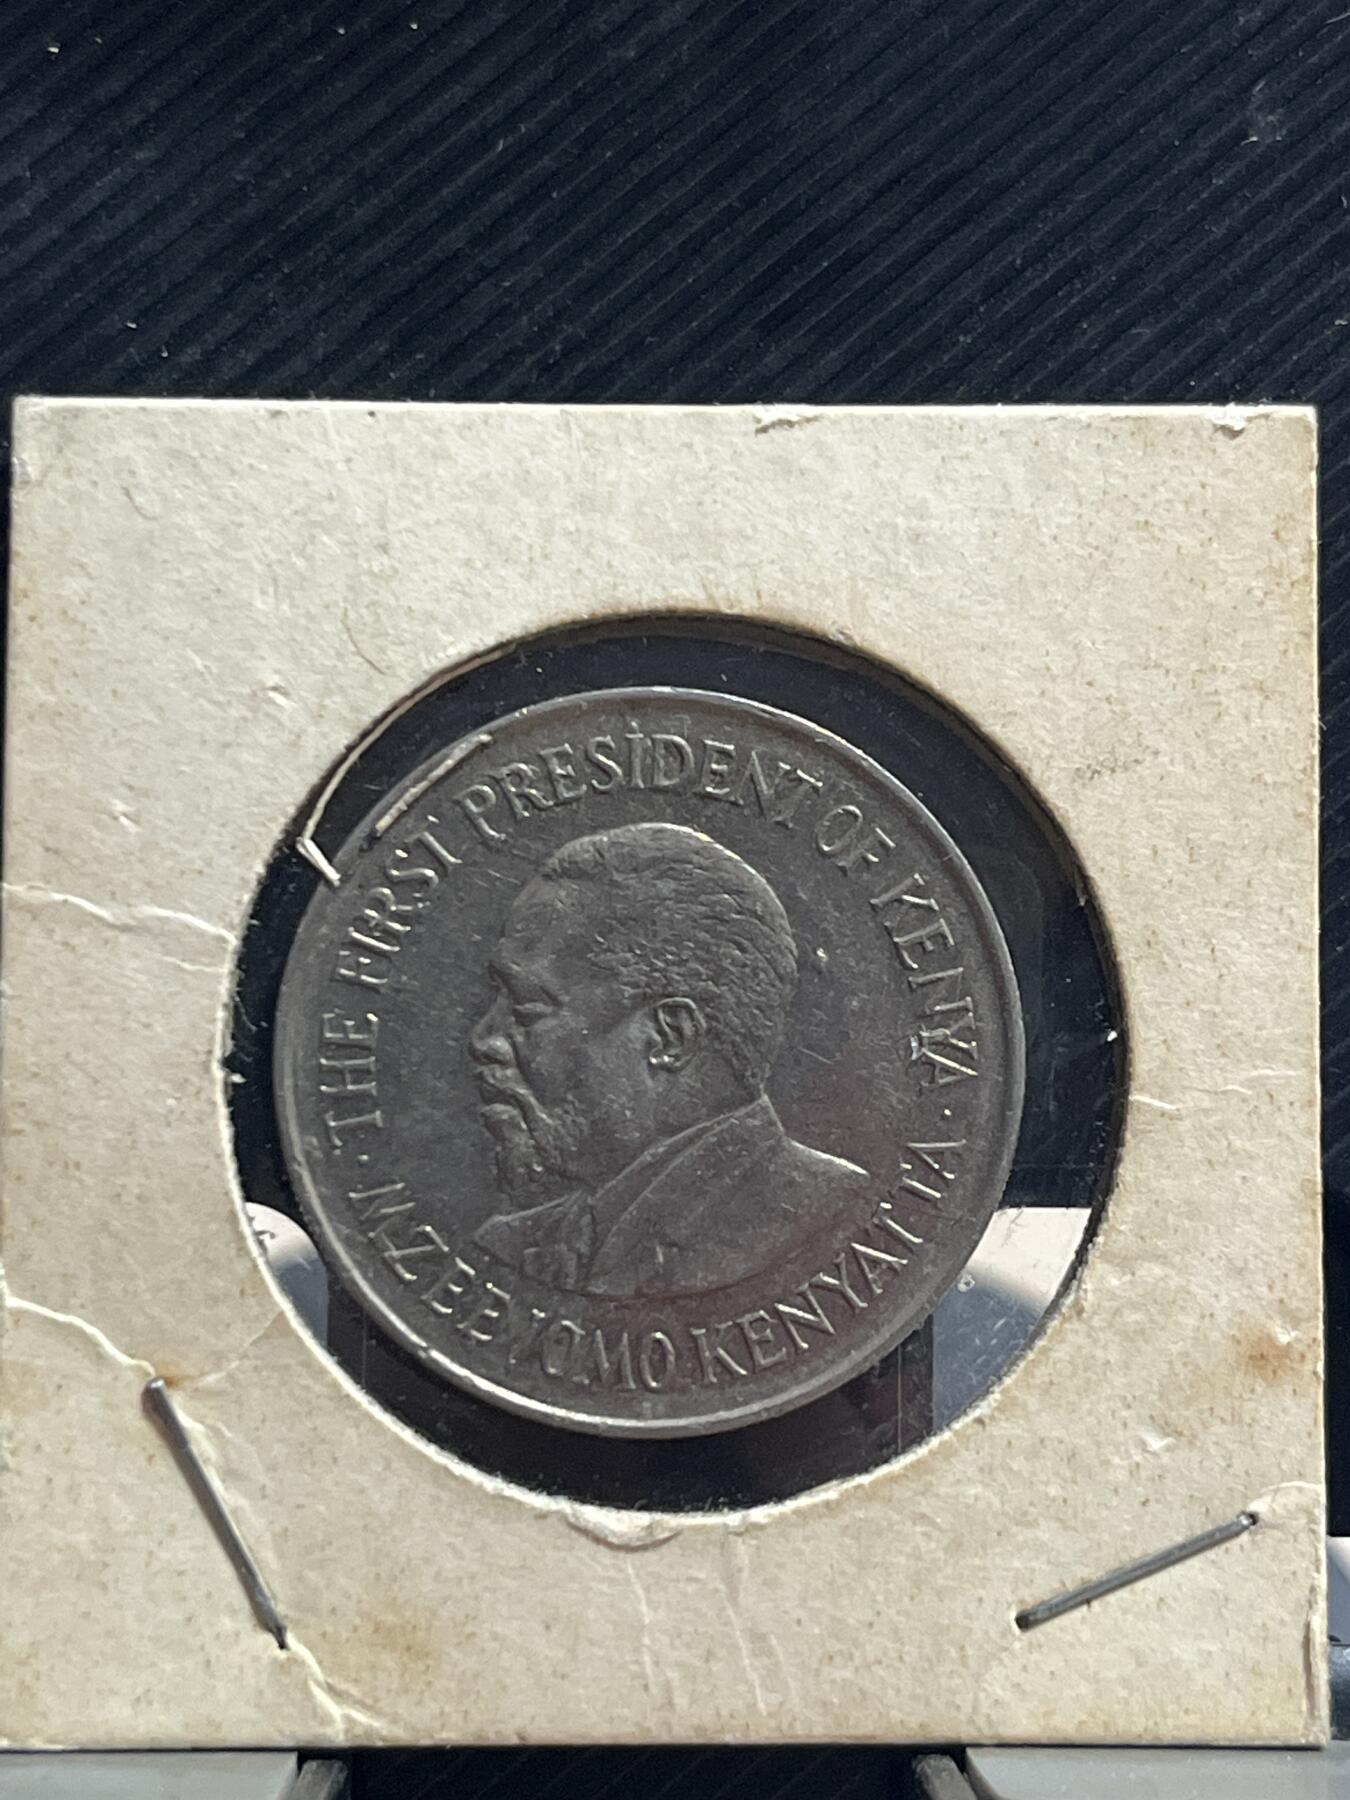 · THE FIRST PRESIDENT OF KENYA ·
MZEE JOMO KENYATTA